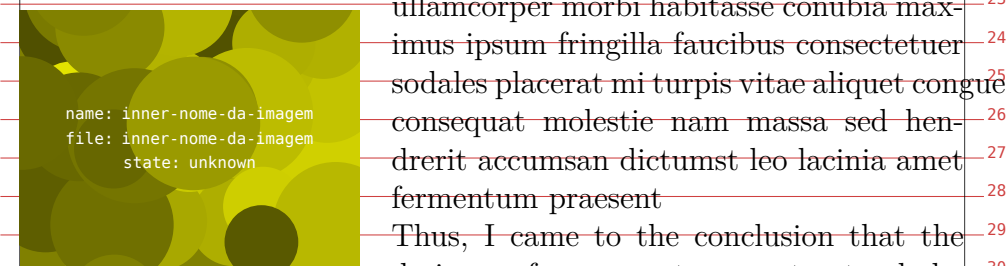 name: inner-nome-da-imagem
file: inner-nome-da-imagem
state: unknown
ullamcorper morbi habitasse conubia max-
imus ipsum fringilla faucibus consectetuer
sodales placerat mi turpis vitae aliquet congue
consequat molestie nam massa sed hen-
drerit accumsan dictumst leo lacinia amet
fermentum praesent
Thus, I came to the conclusion that the
24
25
26
27
28
29